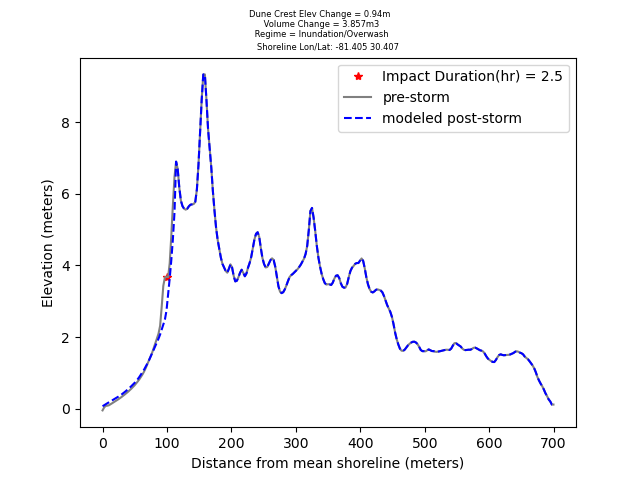 Dune Crest Elev Change = 0.94m
Volume Change = 3.857m3
Regime = Inundation/Overwash
Shoreline Lon/Lat: -81.405 30.407
Impact Duration(hr) = 2.5
pre-storm
modeled post-storm
Elevation (meters)
8
6
4
2
0
0 100 200 300 400 500 600 700
Distance from mean shoreline (meters)